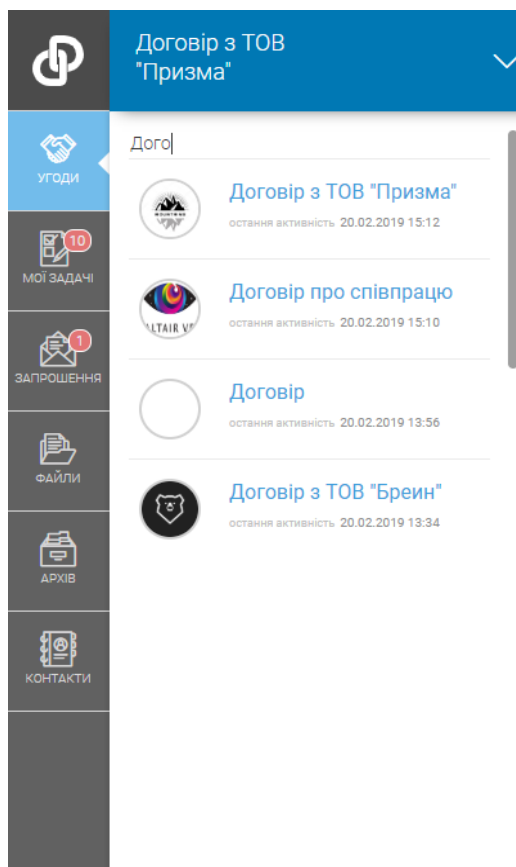 Договір з ТОВ
"Призма"
Дого
УГОДИ
Договір з ТОВ "Призма"
остання активність 20.02.2019 15:12
10
МОЇ ЗАДАЧІ
Договір про співпрацю
остання активність 20.02.2019 15:10
1
ЗАПРОШЕННЯ
Договір
остання активність 20.02.2019 13:56
ФАЙЛИ
Договір з ТОВ "Бреин"
остання активність 20.02.2019 13:34
АРХІВ
КОНТАКТИ